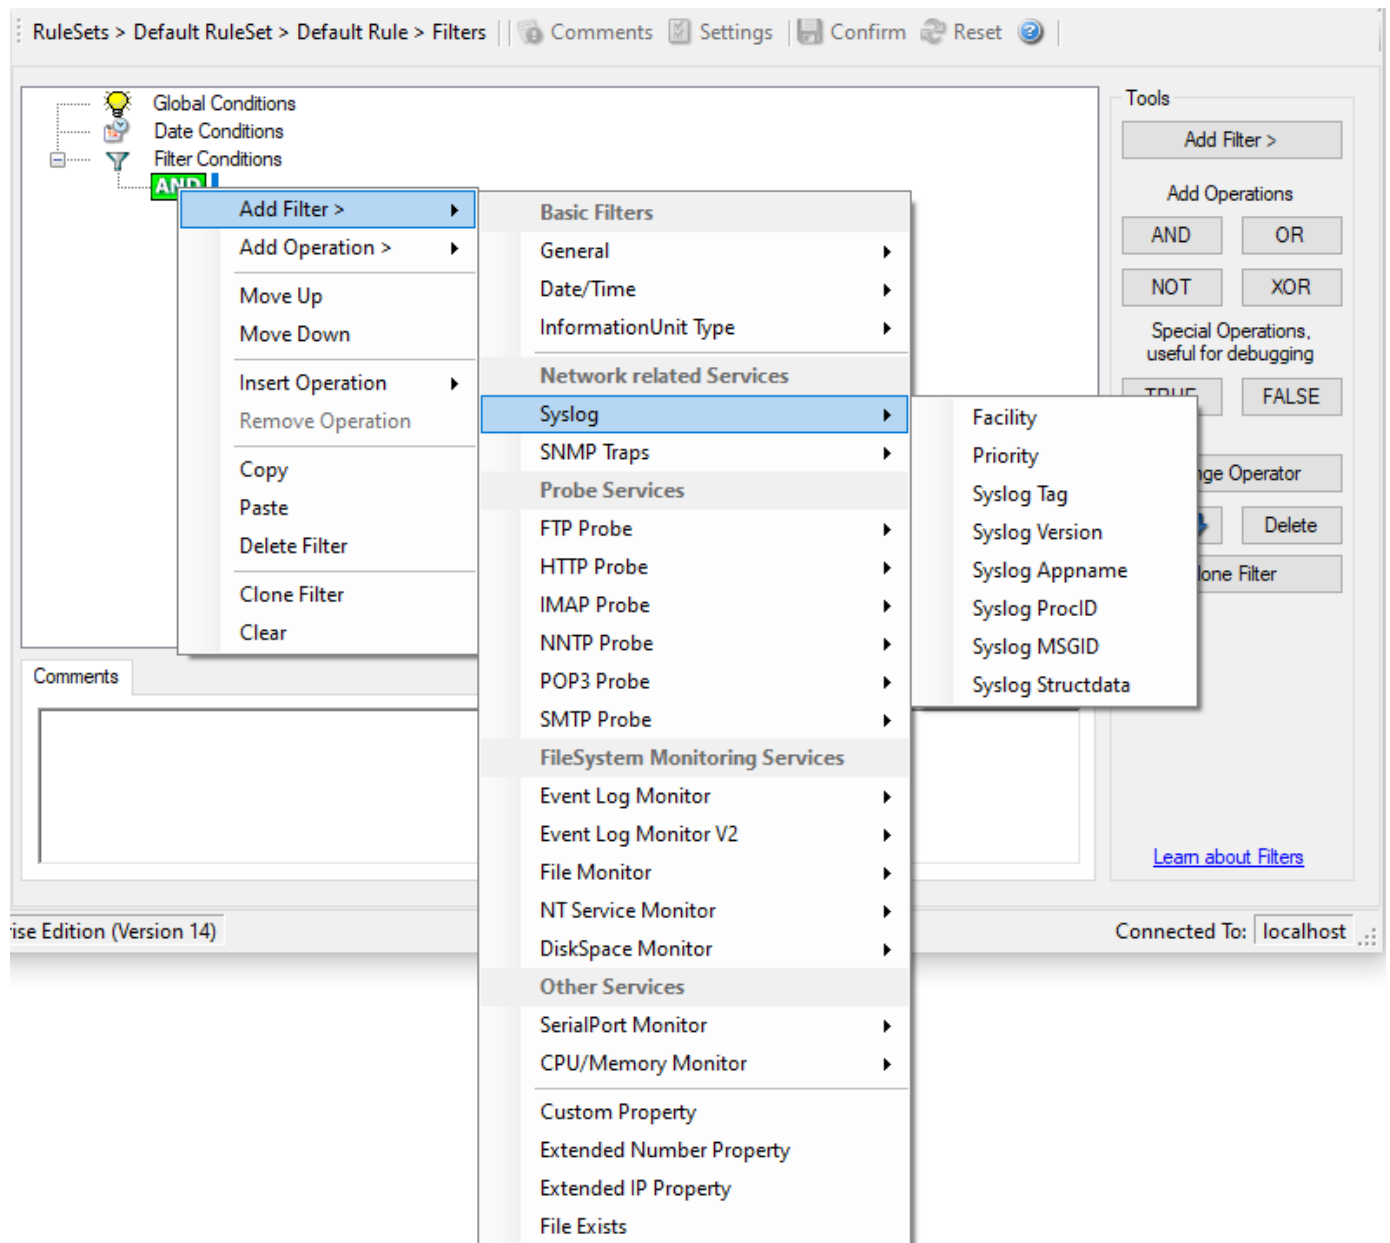 RuleSets > Default RuleSet > Default Rule > Filters Comments Settings Confirm Reset
Global Conditions
Date Conditions
Filter Conditions
AND
Add Filter >
Add Operation >
Move Up
Move Down
Insert Operation
Remove Operation
Copy
Paste
Delete Filter
Clone Filter
Clear
Basic Filters
General
Date/Time
InformationUnit Type
Network related Services
Syslog
SNMP Traps
Probe Services
FTP Probe
HTTP Probe
IMAP Probe
NNTP Probe
POP3 Probe
SMTP Probe
FileSystem Monitoring Services
Event Log Monitor
Event Log Monitor V2
File Monitor
NT Service Monitor
DiskSpace Monitor
Other Services
SerialPort Monitor
CPU/Memory Monitor
Custom Property
Extended Number Property
Extended IP Property
File Exists
Facility
Priority
Syslog Tag
Syslog Version
Syslog Appname
Syslog ProcID
Syslog MSGID
Syslog Structdata
Tools
Add Filter >
Add Operations
AND OR
NOT XOR
Special Operations,
useful for debugging
TRUE FALSE
nge Operator
Delete
lone Filter
Learn about Filters
Comments
rise Edition (Version 14)
Connected To: localhost